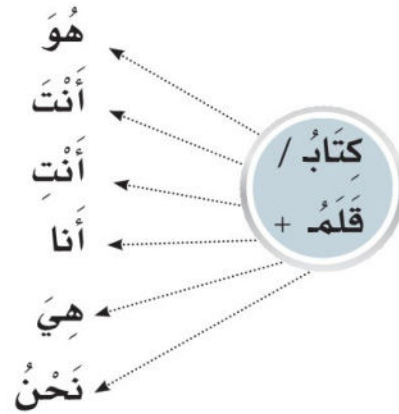 هُوَ
أَنْتَ
أَنْتِ
أَنا
هِيَ
نَحْنُ
كِتَابُ /
قَلَمُـ +